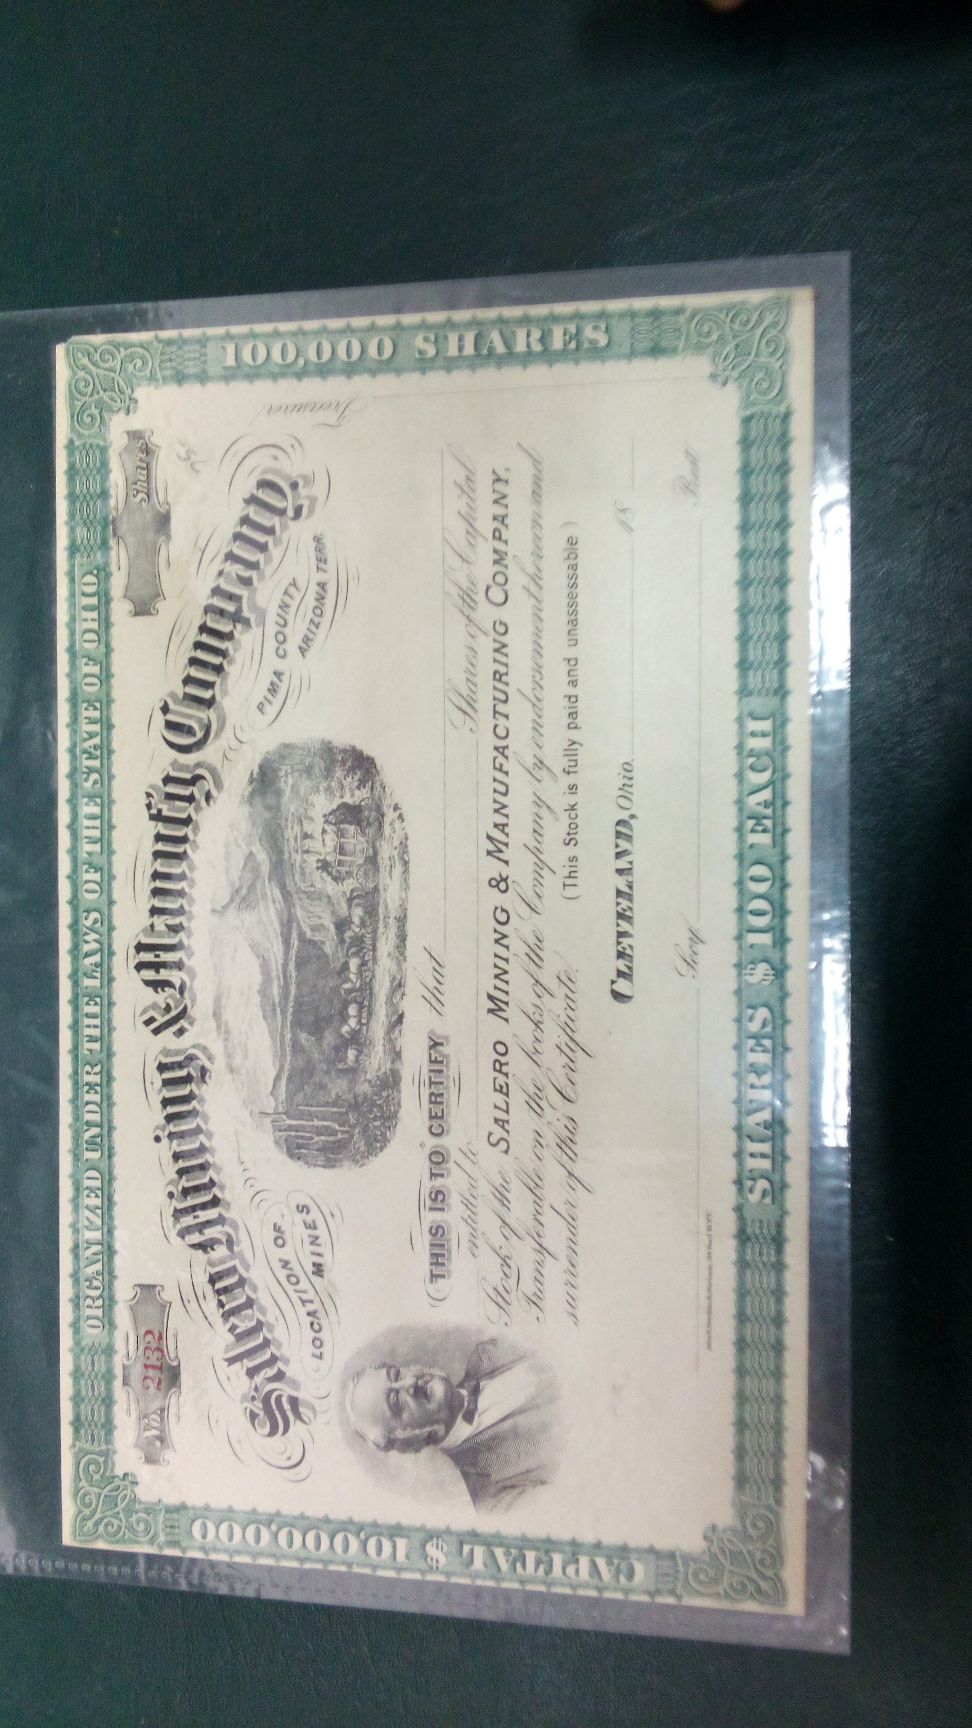 ORGANIZED UNDER THE LAWS OF THE STATE OF OHIO.
No. 2132
Shares
Salero Mining & Manuf'g Company.
LOCATION OF MINES
PIMA COUNTY
ARIZONA TERR.
CAPITAL $ 10,000,000
100,000 SHARES
Treasurer
THIS IS TO CERTIFY that
entitled to Shares of the Capital
Stock of the SALERO MINING & MANUFACTURING COMPANY,
Transferable on the books of the Company by endorsement hereon and
surrender of this Certificate. (This Stock is fully paid and unassessable)
CLEVELAND, Ohio. 18
Secy. Prest.
SHARES $ 100 EACH